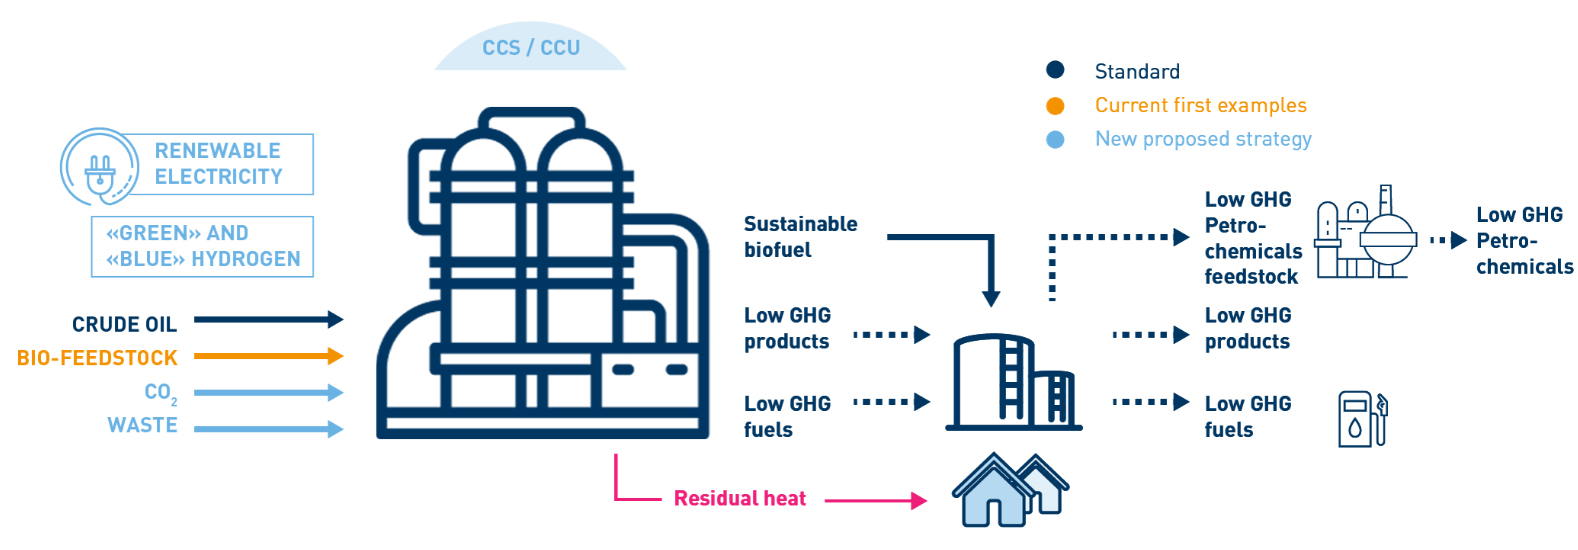 CCS / CCU
Standard
Current first examples
New proposed strategy
RENEWABLE
ELECTRICITY
«GREEN» AND
«BLUE» HYDROGEN
CRUDE OIL
BIO-FEEDSTOCK
CO₂
WASTE
Sustainable
biofuel
Low GHG
products
Low GHG
fuels
Residual heat
Low GHG
Petro-
chemicals
feedstock
Low GHG
products
Low GHG
fuels
Low GHG
Petro-
chemicals